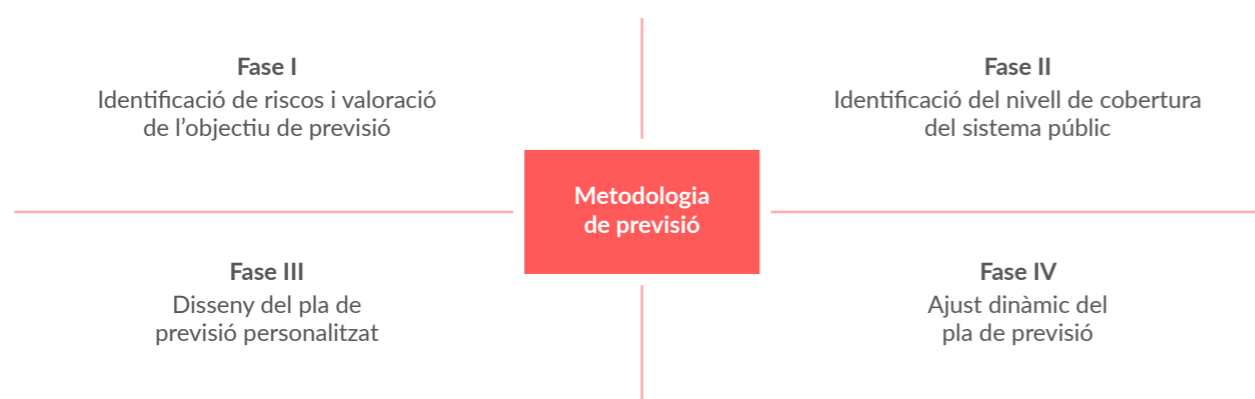 Fase I
Identificació de riscos i valoració
de l'objectiu de previsió
Fase II
Identificació del nivell de cobertura
del sistema públic
Metodologia
de previsió
Fase III
Disseny del pla de
previsió personalitzat
Fase IV
Ajust dinàmic del
pla de previsió